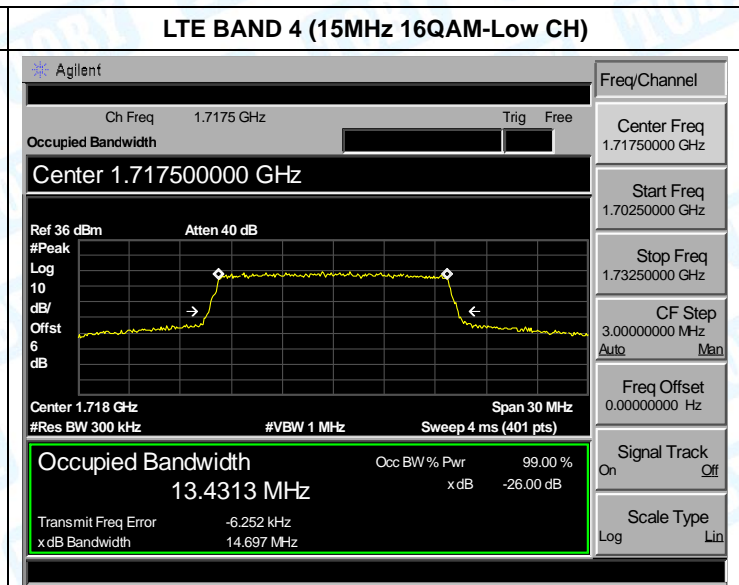 LTE BAND 4 (15MHz 16QAM-Low CH)
Agilent
Freq/Channel
Ch Freq 1.7175 GHz Trig Free
Occupied Bandwidth
Center 1.717500000 GHz
Ref 36 dBm Atten 40 dB
#Peak
Log
10
dB/
Offst
6
dB
Center 1.718 GHz Span 30 MHz
#Res BW 300 kHz #VBW 1 MHz Sweep 4 ms (401 pts)
Occupied Bandwidth Occ BW % Pwr 99.00 %
13.4313 MHz x dB -26.00 dB
Transmit Freq Error -6.252 kHz
x dB Bandwidth 14.697 MHz
Center Freq
1.71750000 GHz
Start Freq
1.70250000 GHz
Stop Freq
1.73250000 GHz
CF Step
3.00000000 MHz
Auto Man
Freq Offset
0.00000000 Hz
Signal Track
On Off
Scale Type
Log Lin